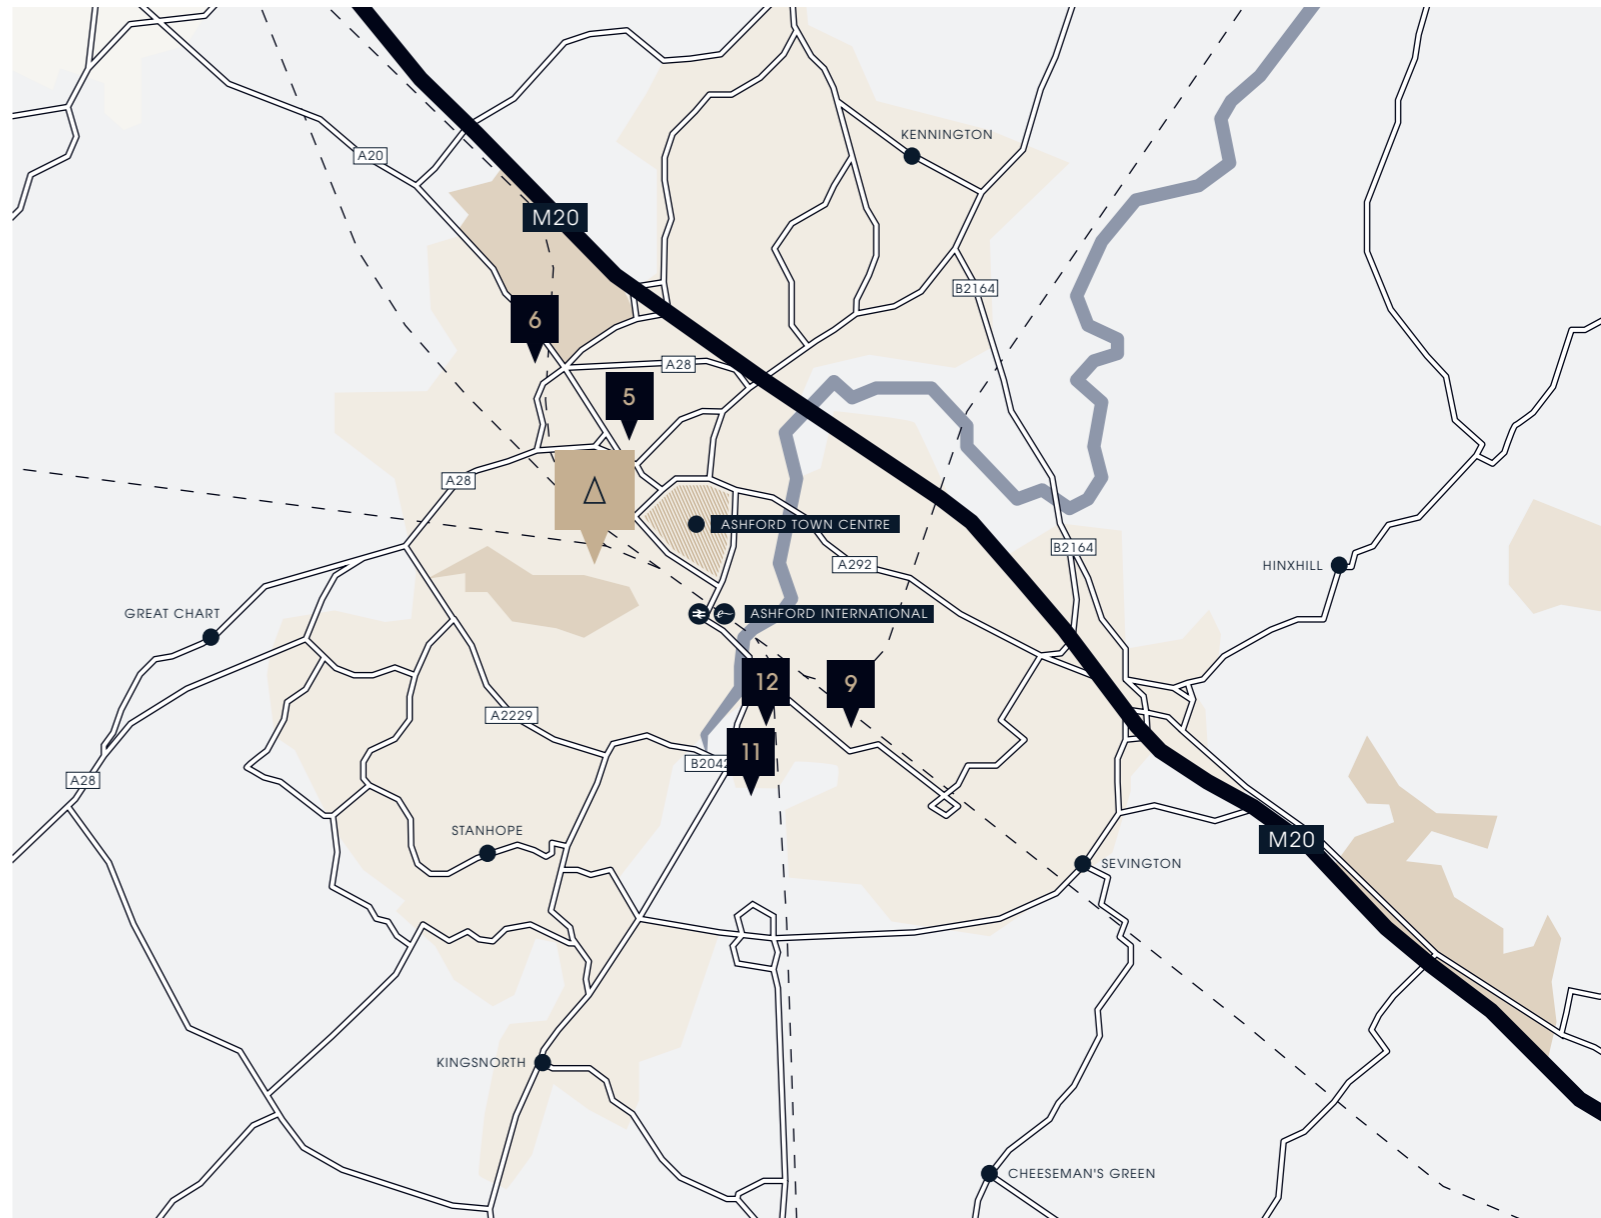 KENNINGTON
A20
M20
B2164
6
A28
5
A28
ASHFORD TOWN CENTRE
B2164
A292
HINXHILL
GREAT CHART
ASHFORD INTERNATIONAL
12
9
A2229
11
B2042
A28
STANHOPE
M20
SEVINGTON
KINGSNORTH
CHEESEMAN'S GREEN